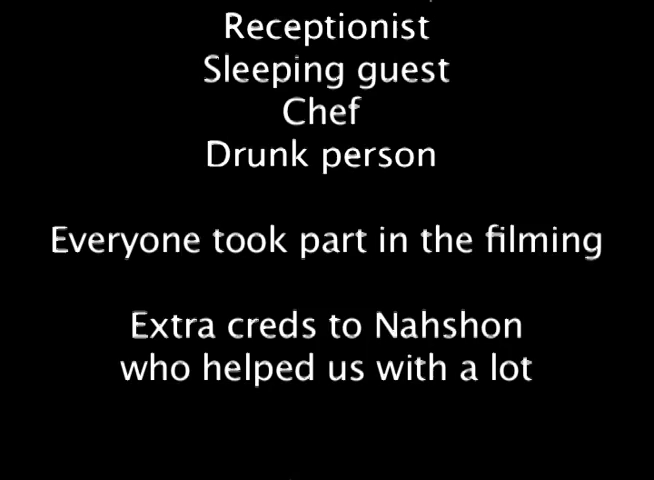 Receptionist
Sleeping guest
Chef
Drunk person
Everyone took part in the filming
Extra creds to Nahshon
who helped us with a lot